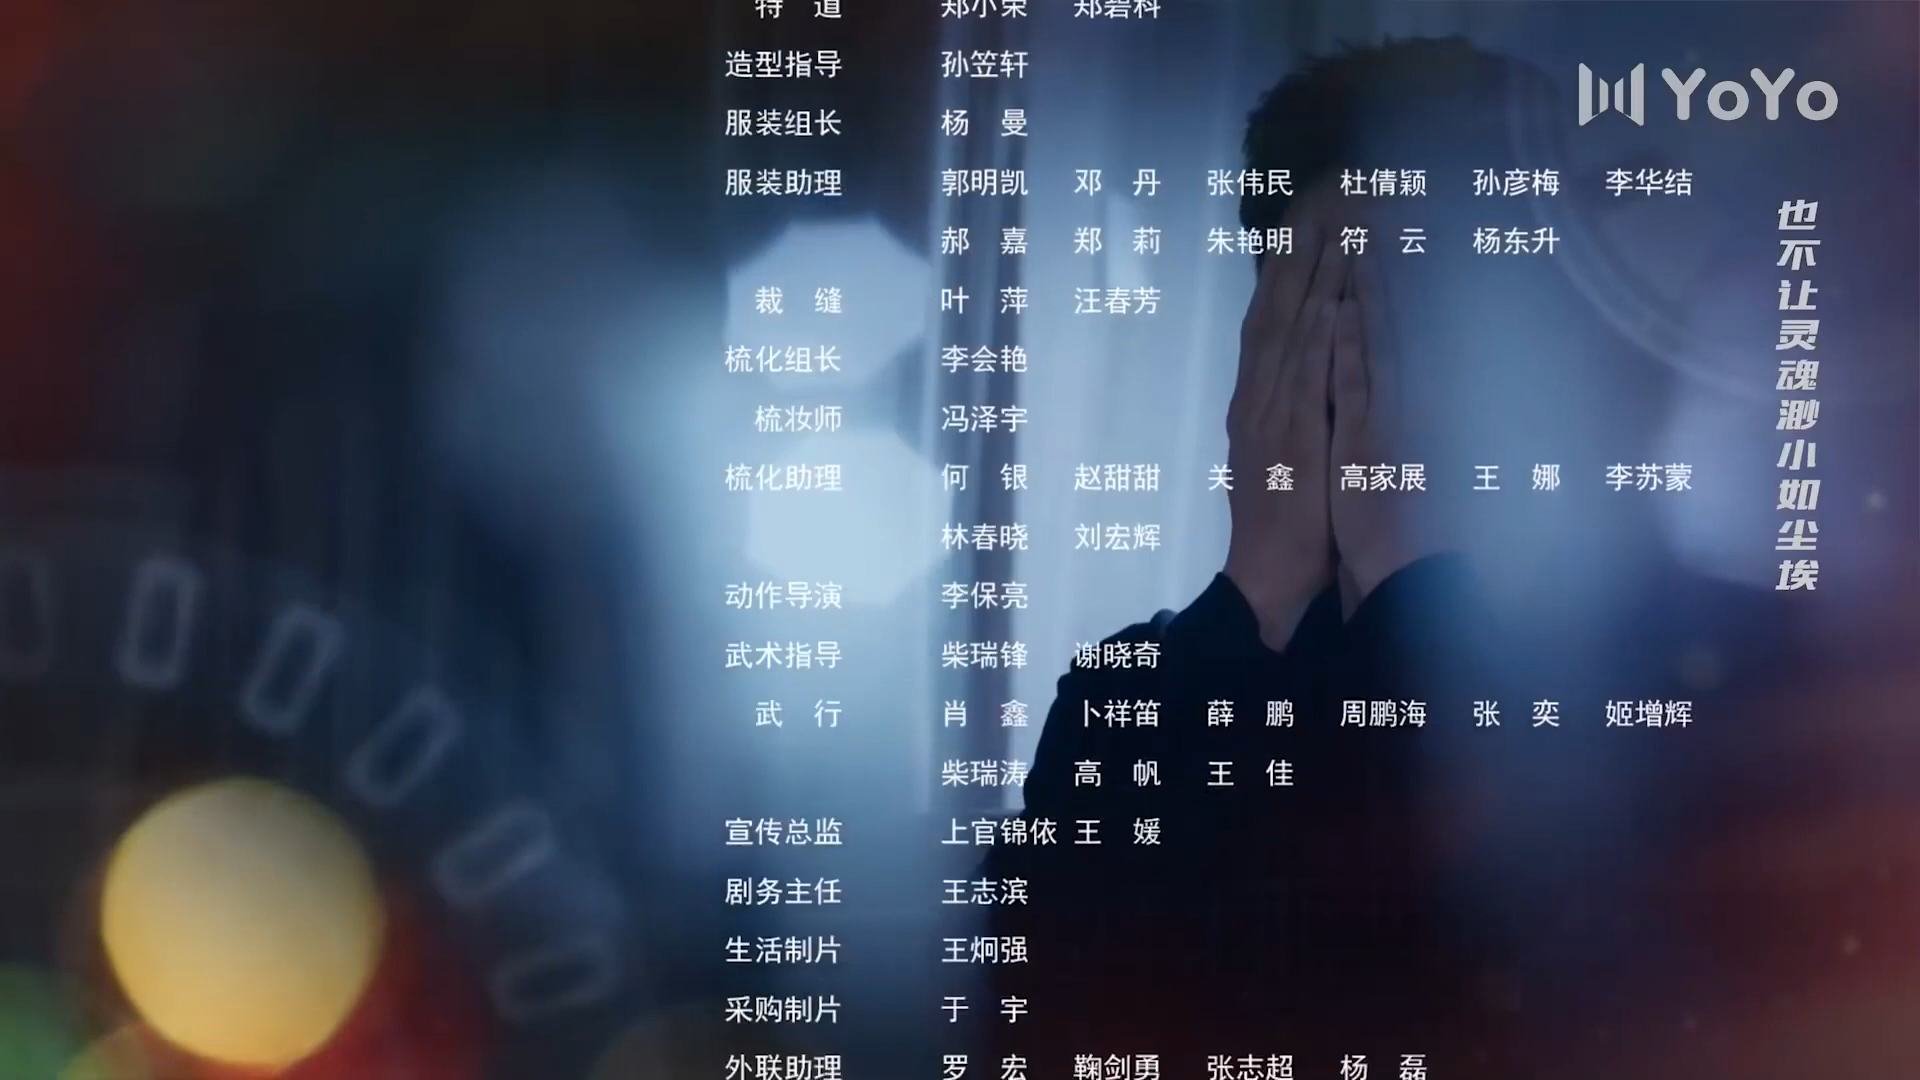 特　道　郑小荣　郑碧科
造型指导　孙笠轩
服装组长　杨　曼
服装助理　郭明凯　邓　丹　张伟民　杜倩颖　孙彦梅　李华结
郝　嘉　郑　莉　朱艳明　符　云　杨东升
裁　缝　叶　萍　汪春芳
梳化组长　李会艳
梳妆师　冯泽宇
梳化助理　何　银　赵甜甜　关　鑫　高家展　王　娜　李苏蒙
林春晓　刘宏辉
动作导演　李保亮
武术指导　柴瑞锋　谢晓奇
武　行　肖　鑫　卜祥笛　薛　鹏　周鹏海　张　奕　姬增辉
柴瑞涛　高　帆　王　佳
宣传总监　上官锦依　王　媛
剧务主任　王志滨
生活制片　王炯强
采购制片　于　宇
外联助理　罗　宏　鞠剑勇　张志超　杨　磊
YoYo
也不让灵魂渺小如尘埃